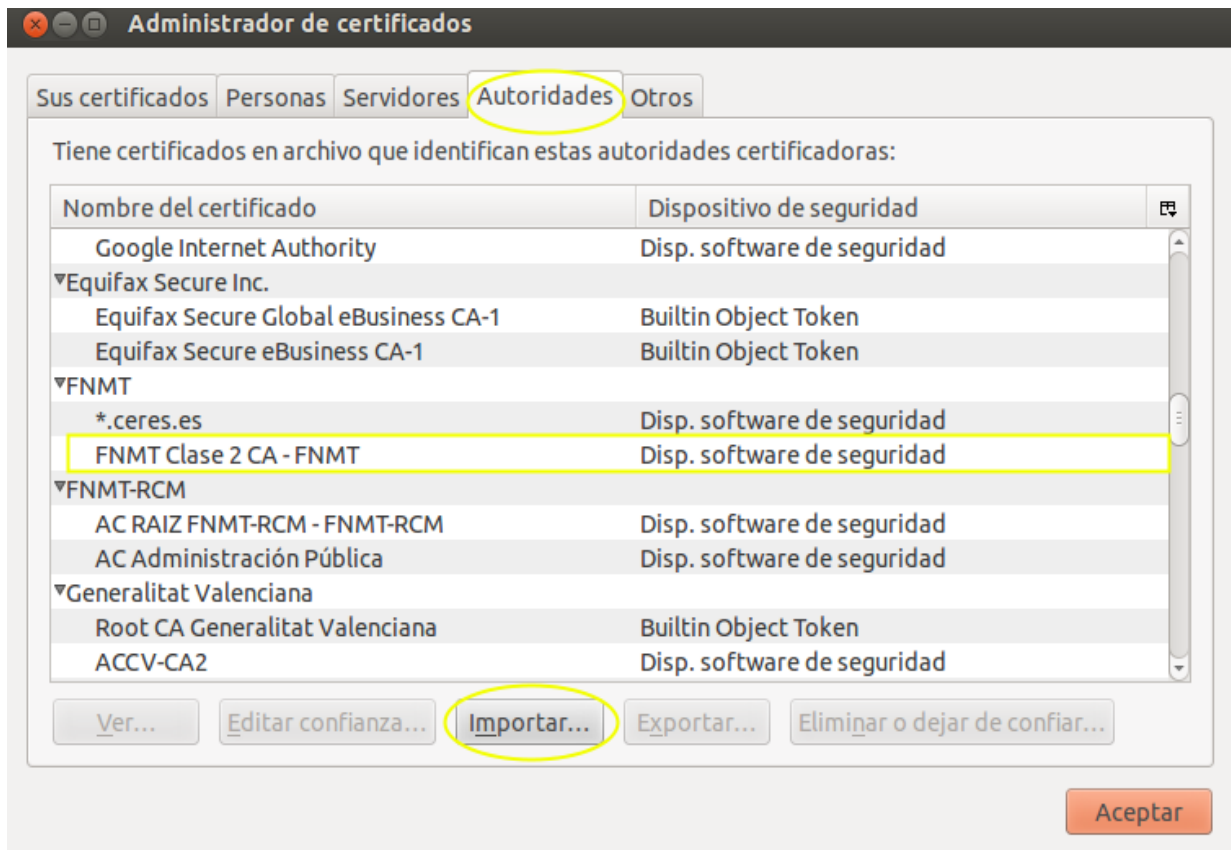 Administrador de certificados
Sus certificados Personas Servidores Autoridades Otros
Tiene certificados en archivo que identifican estas autoridades certificadoras:
Nombre del certificado Dispositivo de seguridad
Google Internet Authority Disp. software de seguridad
Equifax Secure Inc.
Equifax Secure Global eBusiness CA-1 Builtin Object Token
Equifax Secure eBusiness CA-1 Builtin Object Token
FNMT
*.ceres.es Disp. software de seguridad
FNMT Clase 2 CA - FNMT Disp. software de seguridad
FNMT-RCM
AC RAIZ FNMT-RCM - FNMT-RCM Disp. software de seguridad
AC Administración Pública Disp. software de seguridad
Generalitat Valenciana
Root CA Generalitat Valenciana Builtin Object Token
ACCV-CA2 Disp. software de seguridad
Ver... Editar confianza... Importar... Exportar... Eliminar o dejar de confiar...
Aceptar